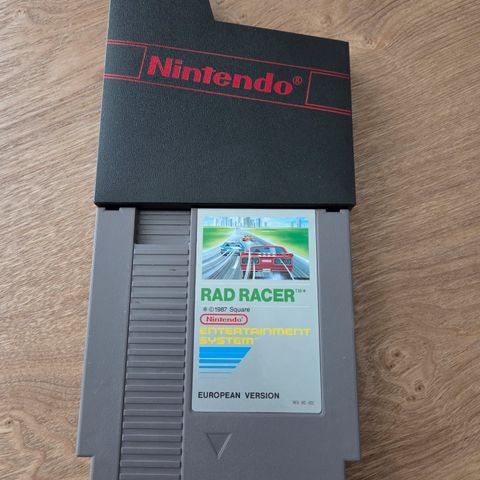 Nintendo®
RAD RACER™*
*©1987 Square
Nintendo®
ENTERTAINMENT
SYSTEM™
EUROPEAN VERSION